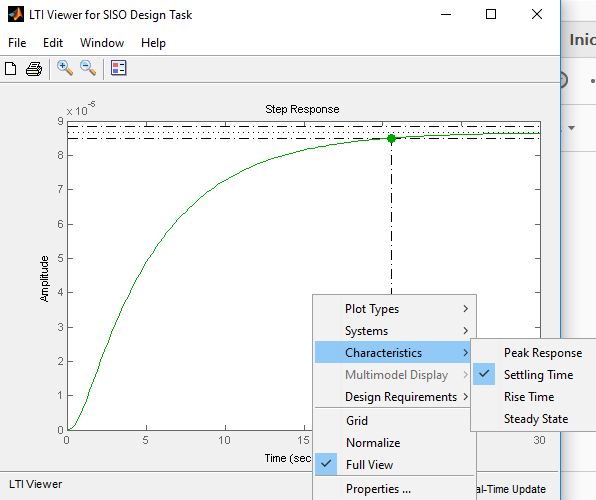 LTI Viewer for SISO Design Task
Inic
File Edit Window Help
x 10^-5
Step Response
9
8
7
6
5
4
3
2
1
0
Amplitude
0 5 10 15 30
Time (sec
Plot Types
Systems
Characteristics
Multimodel Display
Design Requirements
Grid
Normalize
Full View
Properties ...
Peak Response
Settling Time
Rise Time
Steady State
LTI Viewer
al-Time Update